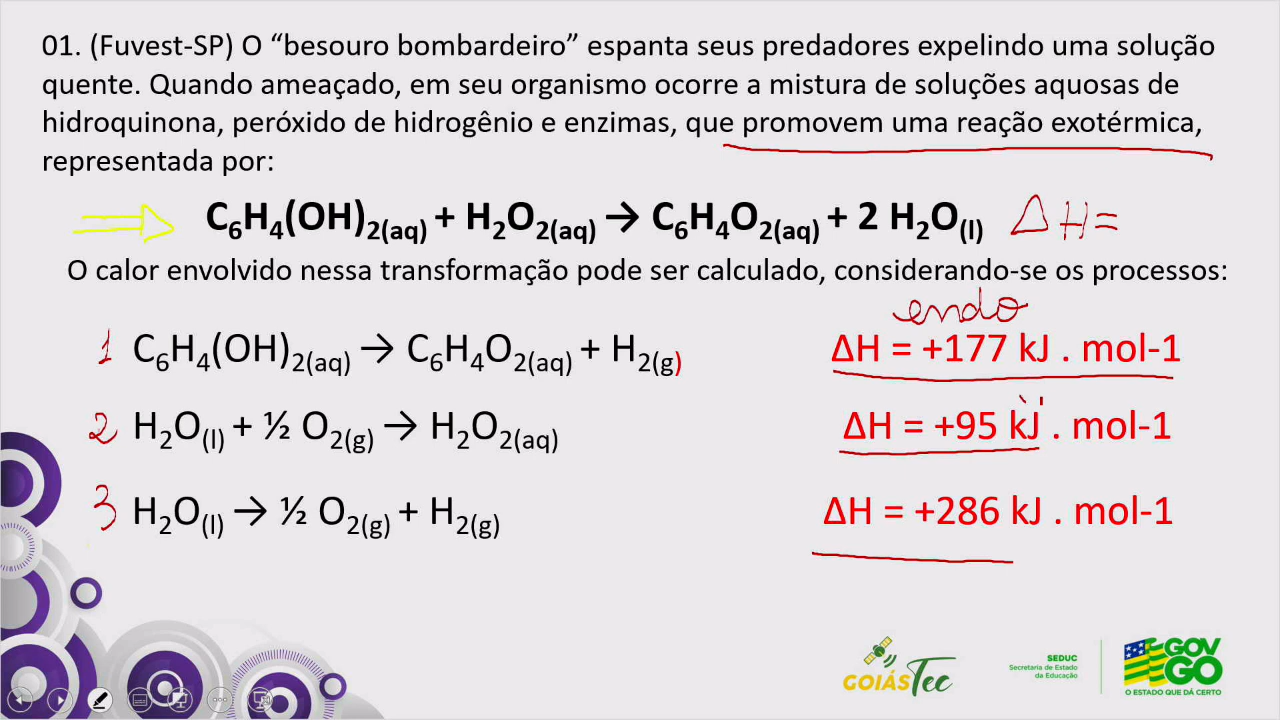 01. (Fuvest-SP) O “besouro bombardeiro” espanta seus predadores expelindo uma solução
quente. Quando ameaçado, em seu organismo ocorre a mistura de soluções aquosas de
hidroquinona, peróxido de hidrogênio e enzimas, que promovem uma reação exotérmica,
representada por:
C₆H₄(OH)₂₍aq₎ + H₂O₂₍aq₎ → C₆H₄O₂₍aq₎ + 2 H₂O₍l₎ ΔH =
O calor envolvido nessa transformação pode ser calculado, considerando-se os processos:
endo
1 C₆H₄(OH)₂₍aq₎ → C₆H₄O₂₍aq₎ + H₂₍g₎ ΔH = +177 kJ . mol-1
2 H₂O₍l₎ + ½ O₂₍g₎ → H₂O₂₍aq₎ ΔH = +95 kJ . mol-1
3 H₂O₍l₎ → ½ O₂₍g₎ + H₂₍g₎ ΔH = +286 kJ . mol-1
GOIÁSTec
SEDUC
Secretaria de Estado
da Educação
GOV
GO
O ESTADO QUE DÁ CERTO